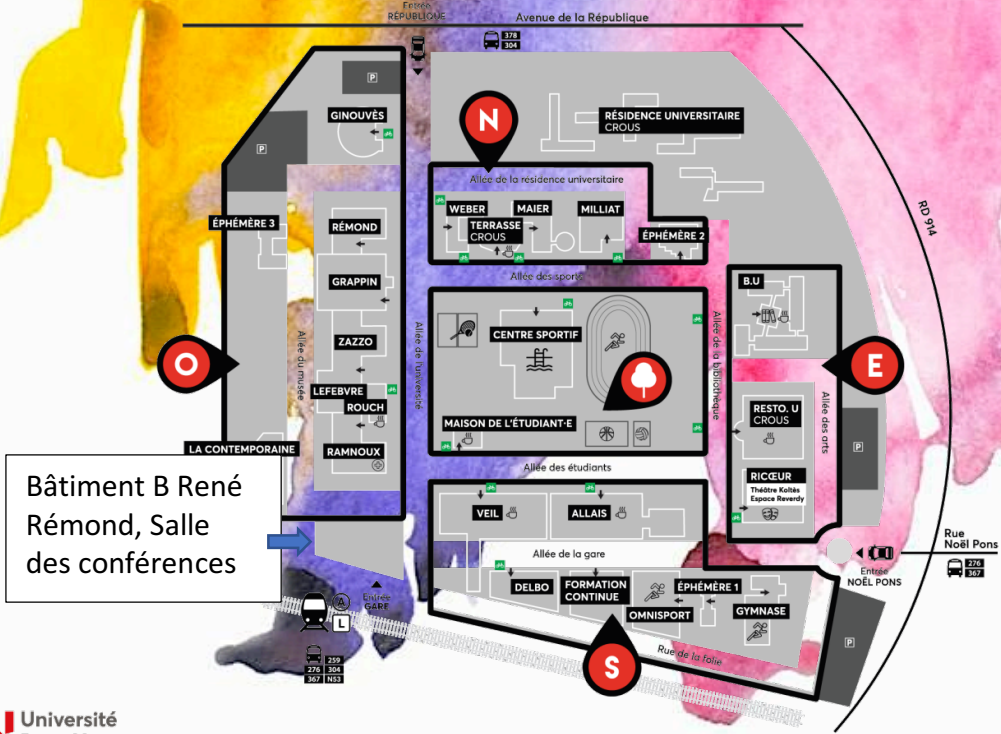 Entrée
RÉPUBLIQUE
Avenue de la République
378
304
P
GINOUVÈS
P
N
RÉSIDENCE UNIVERSITAIRE
CROUS
Allée de la résidence universitaire
RD 914
WEBER
MAIER
MILLIAT
TERRASSE
CROUS
ÉPHÉMÈRE 3
RÉMOND
ÉPHÉMÈRE 2
Allée des sports
GRAPPIN
B.U
CENTRE SPORTIF
ZAZZO
O
E
Allée du musée
Allée de l'université
Allée de la bibliothèque
Allée des arts
LEFEBVRE
ROUCH
RESTO. U
CROUS
MAISON DE L'ÉTUDIANT·E
P
LA CONTEMPORAINE
RAMNOUX
Allée des étudiants
Bâtiment B René
Rémond, Salle
des conférences
RICŒUR
Théâtre Koltès
Espace Reverdy
VEIL
ALLAIS
Allée de la gare
Rue
Noël Pons
276
367
Entrée
NOËL PONS
Entrée
GARE
DELBO
FORMATION
CONTINUE
ÉPHÉMÈRE 1
OMNISPORT
GYMNASE
A
L
P
Rue de la folie
S
259
276 304
367 N53
Université